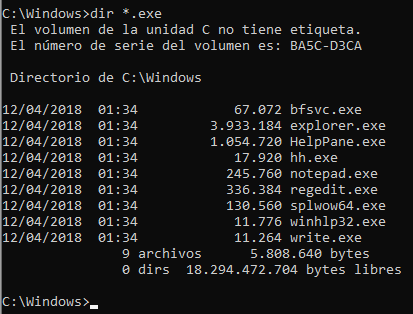 C:\Windows>dir *.exe
 El volumen de la unidad C no tiene etiqueta.
 El número de serie del volumen es: BA5C-D3CA

 Directorio de C:\Windows

12/04/2018  01:34            67.072 bfsvc.exe
12/04/2018  01:34         3.933.184 explorer.exe
12/04/2018  01:34         1.054.720 HelpPane.exe
12/04/2018  01:34            17.920 hh.exe
12/04/2018  01:34           245.760 notepad.exe
12/04/2018  01:34           336.384 regedit.exe
12/04/2018  01:34           130.560 splwow64.exe
12/04/2018  01:34            11.776 winhlp32.exe
12/04/2018  01:34            11.264 write.exe
               9 archivos      5.808.640 bytes
               0 dirs  18.294.472.704 bytes libres

C:\Windows>